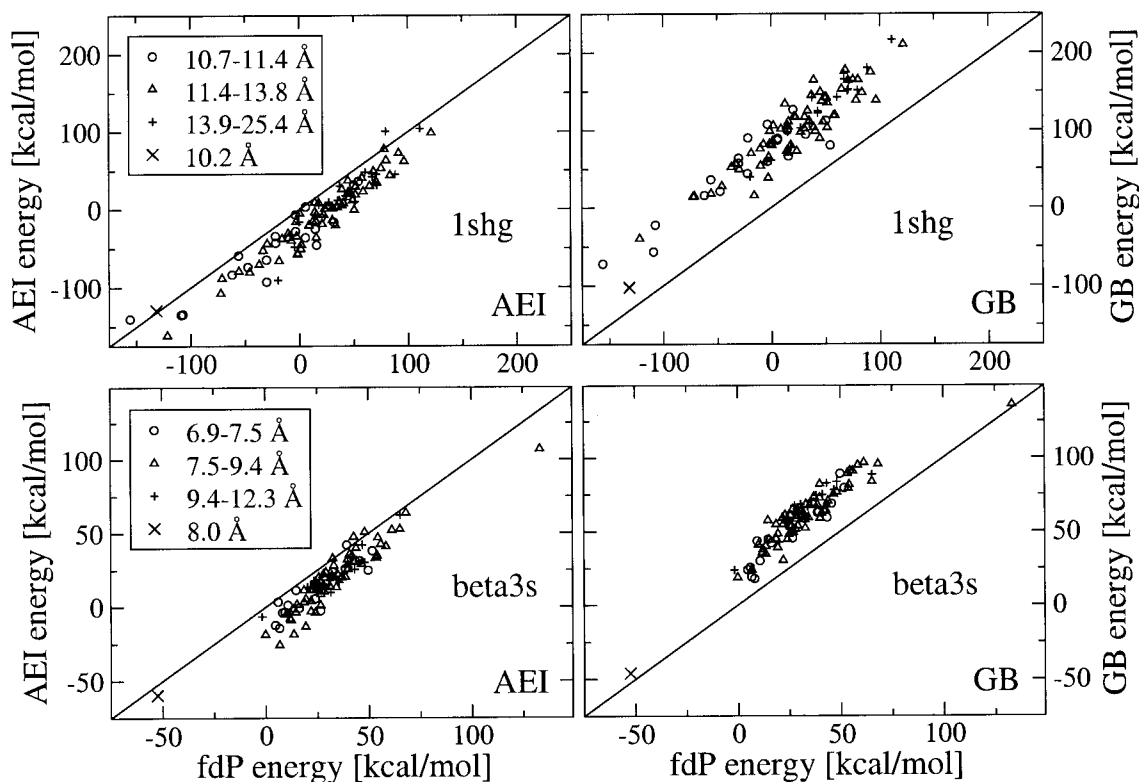 AEI energy [kcal/mol]
200
100
0
-100
10.7-11.4 Å
11.4-13.8 Å
13.9-25.4 Å
10.2 Å
1shg
AEI
-100
0
100
200
1shg
GB
-100
0
100
200
200
100
0
-100
GB energy [kcal/mol]
AEI energy [kcal/mol]
100
50
0
-50
6.9-7.5 Å
7.5-9.4 Å
9.4-12.3 Å
8.0 Å
beta3s
AEI
-50
0
50
100
fdP energy [kcal/mol]
beta3s
GB
-50
0
50
100
fdP energy [kcal/mol]
100
50
0
-50
GB energy [kcal/mol]